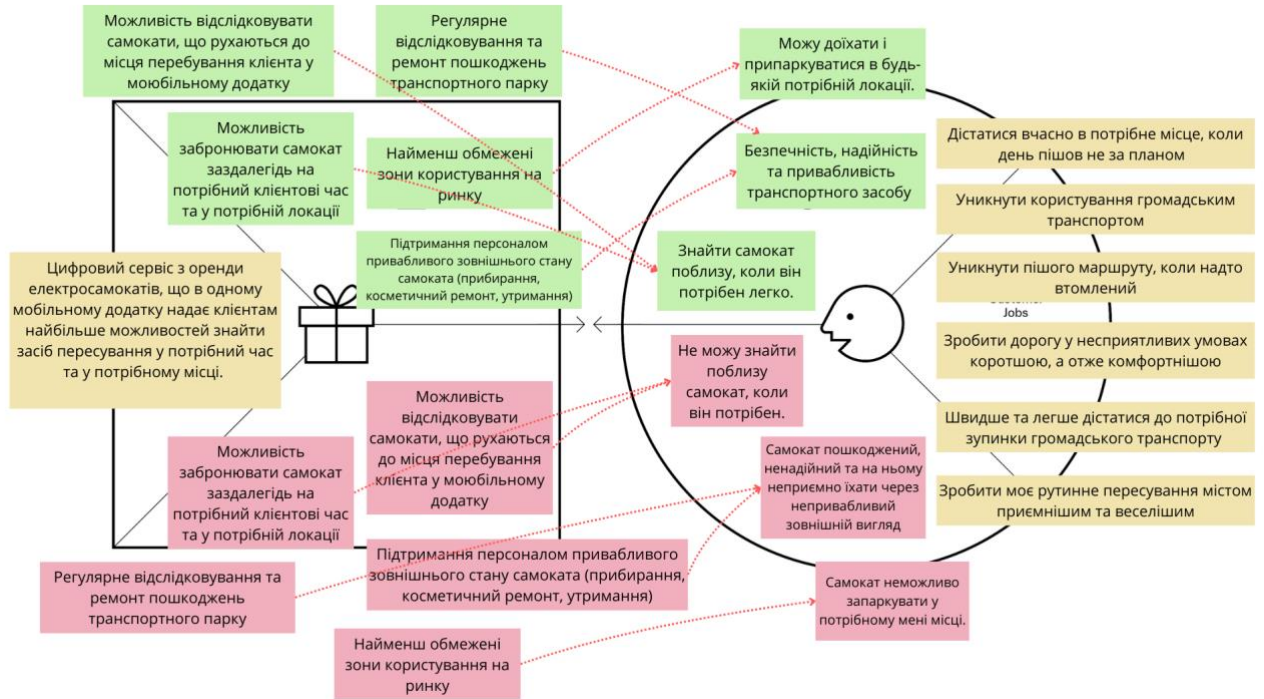 Можливість відслідковувати
самокати, що рухаються до
місця перебування клієнта у
моюбільному додатку
Регулярне
відслідковування та
ремонт пошкоджень
транспортного парку
Можливість
забронювати самокат
заздалегідь на
потрібний клієнтові час
та у потрібній локації
Найменш обмежені
зони користування на
ринку
Підтримання персоналом
привабливого зовнішнього стану
самоката (прибирання,
косметичний ремонт, утримання)
Цифровий сервіс з оренди
електросамокатів, що в одному
мобільному додатку надає клієнтам
найбільше можливостей знайти
засіб пересування у потрібний час
та у потрібному місці.
Можливість
відслідковувати
самокати, що рухаються
до місця перебування
клієнта у моюбільному
додатку
Можливість
забронювати самокат
заздалегідь на
потрібний клієнтові час
та у потрібній локації
Підтримання персоналом привабливого
зовнішнього стану самоката (прибирання,
косметичний ремонт, утримання)
Регулярне відслідковування та
ремонт пошкоджень
транспортного парку
Найменш обмежені
зони користування на
ринку
Можу доїхати і
припаркуватися в будь-
якій потрібній локації.
Безпечність, надійність
та привабливість
транспортного засобу
Знайти самокат
поблизу, коли він
потрібен легко.
Не можу знайти
поблизу
самокат, коли
він потрібен.
Самокат пошкоджений,
ненадійний та на ньому
неприємно їхати через
непривабливий
зовнішній вигляд
Самокат неможливо
запаркувати у
потрібному мені місці.
Дістатися вчасно в потрібне місце, коли
день пішов не за планом
Уникнути користування громадським
транспортом
Уникнути пішого маршруту, коли надто
втомлений
Jobs
Зробити дорогу у несприятливих умовах
коротшою, а отже комфортнішою
Швидше та легше дістатися до потрібної
зупинки громадського транспорту
Зробити моє рутинне пересування містом
приємнішим та веселішим